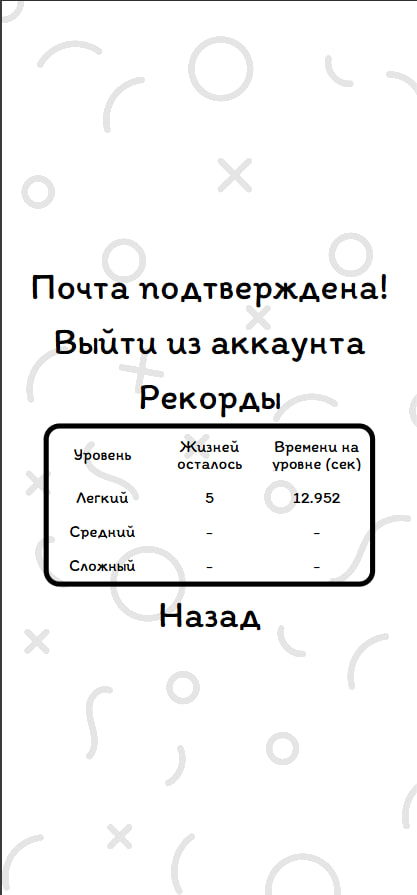 Почта подтверждена!
Выйти из аккаунта
Рекорды
Уровень Жизней осталось Времени на уровне (сек)
Легкий 5 12.952
Средний - -
Сложный - -
Назад